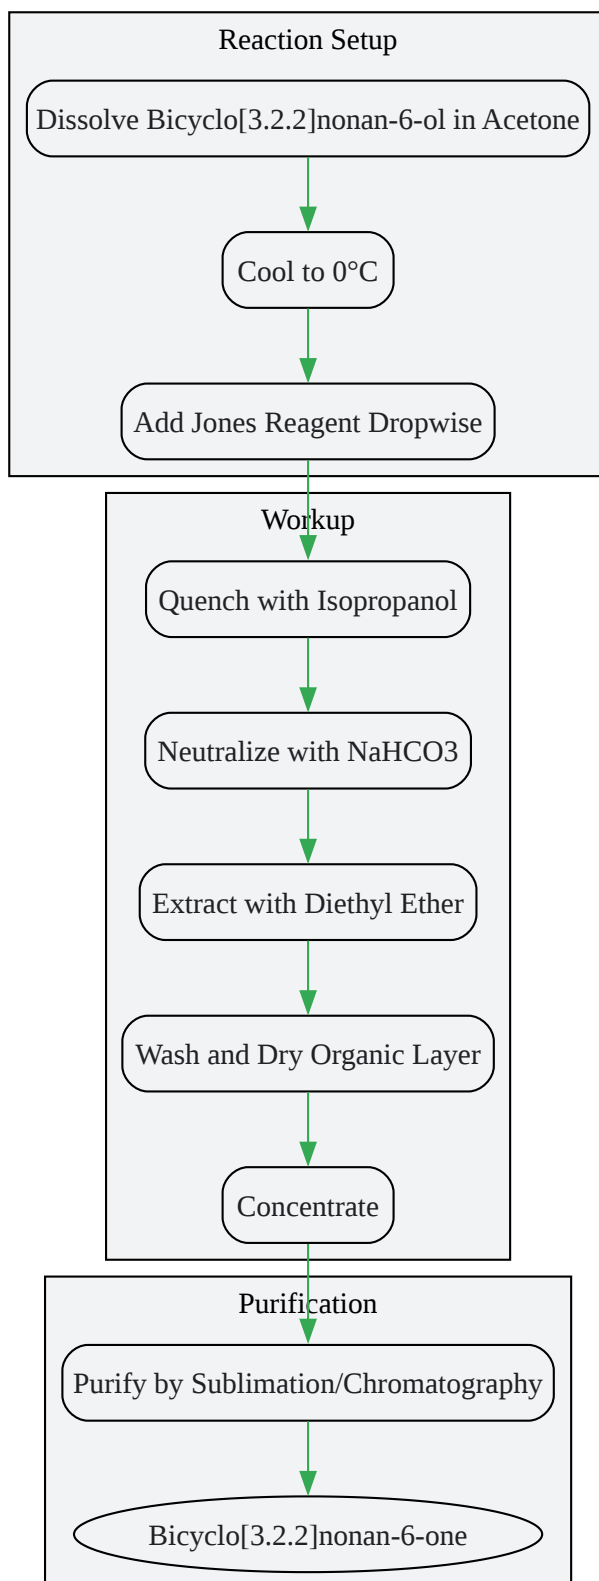 Reaction Setup
Dissolve Bicyclo[3.2.2]nonan-6-ol in Acetone
Cool to 0°C
Add Jones Reagent Dropwise
Workup
Quench with Isopropanol
Neutralize with NaHCO3
Extract with Diethyl Ether
Wash and Dry Organic Layer
Concentrate
Purification
Purify by Sublimation/Chromatography
Bicyclo[3.2.2]nonan-6-one